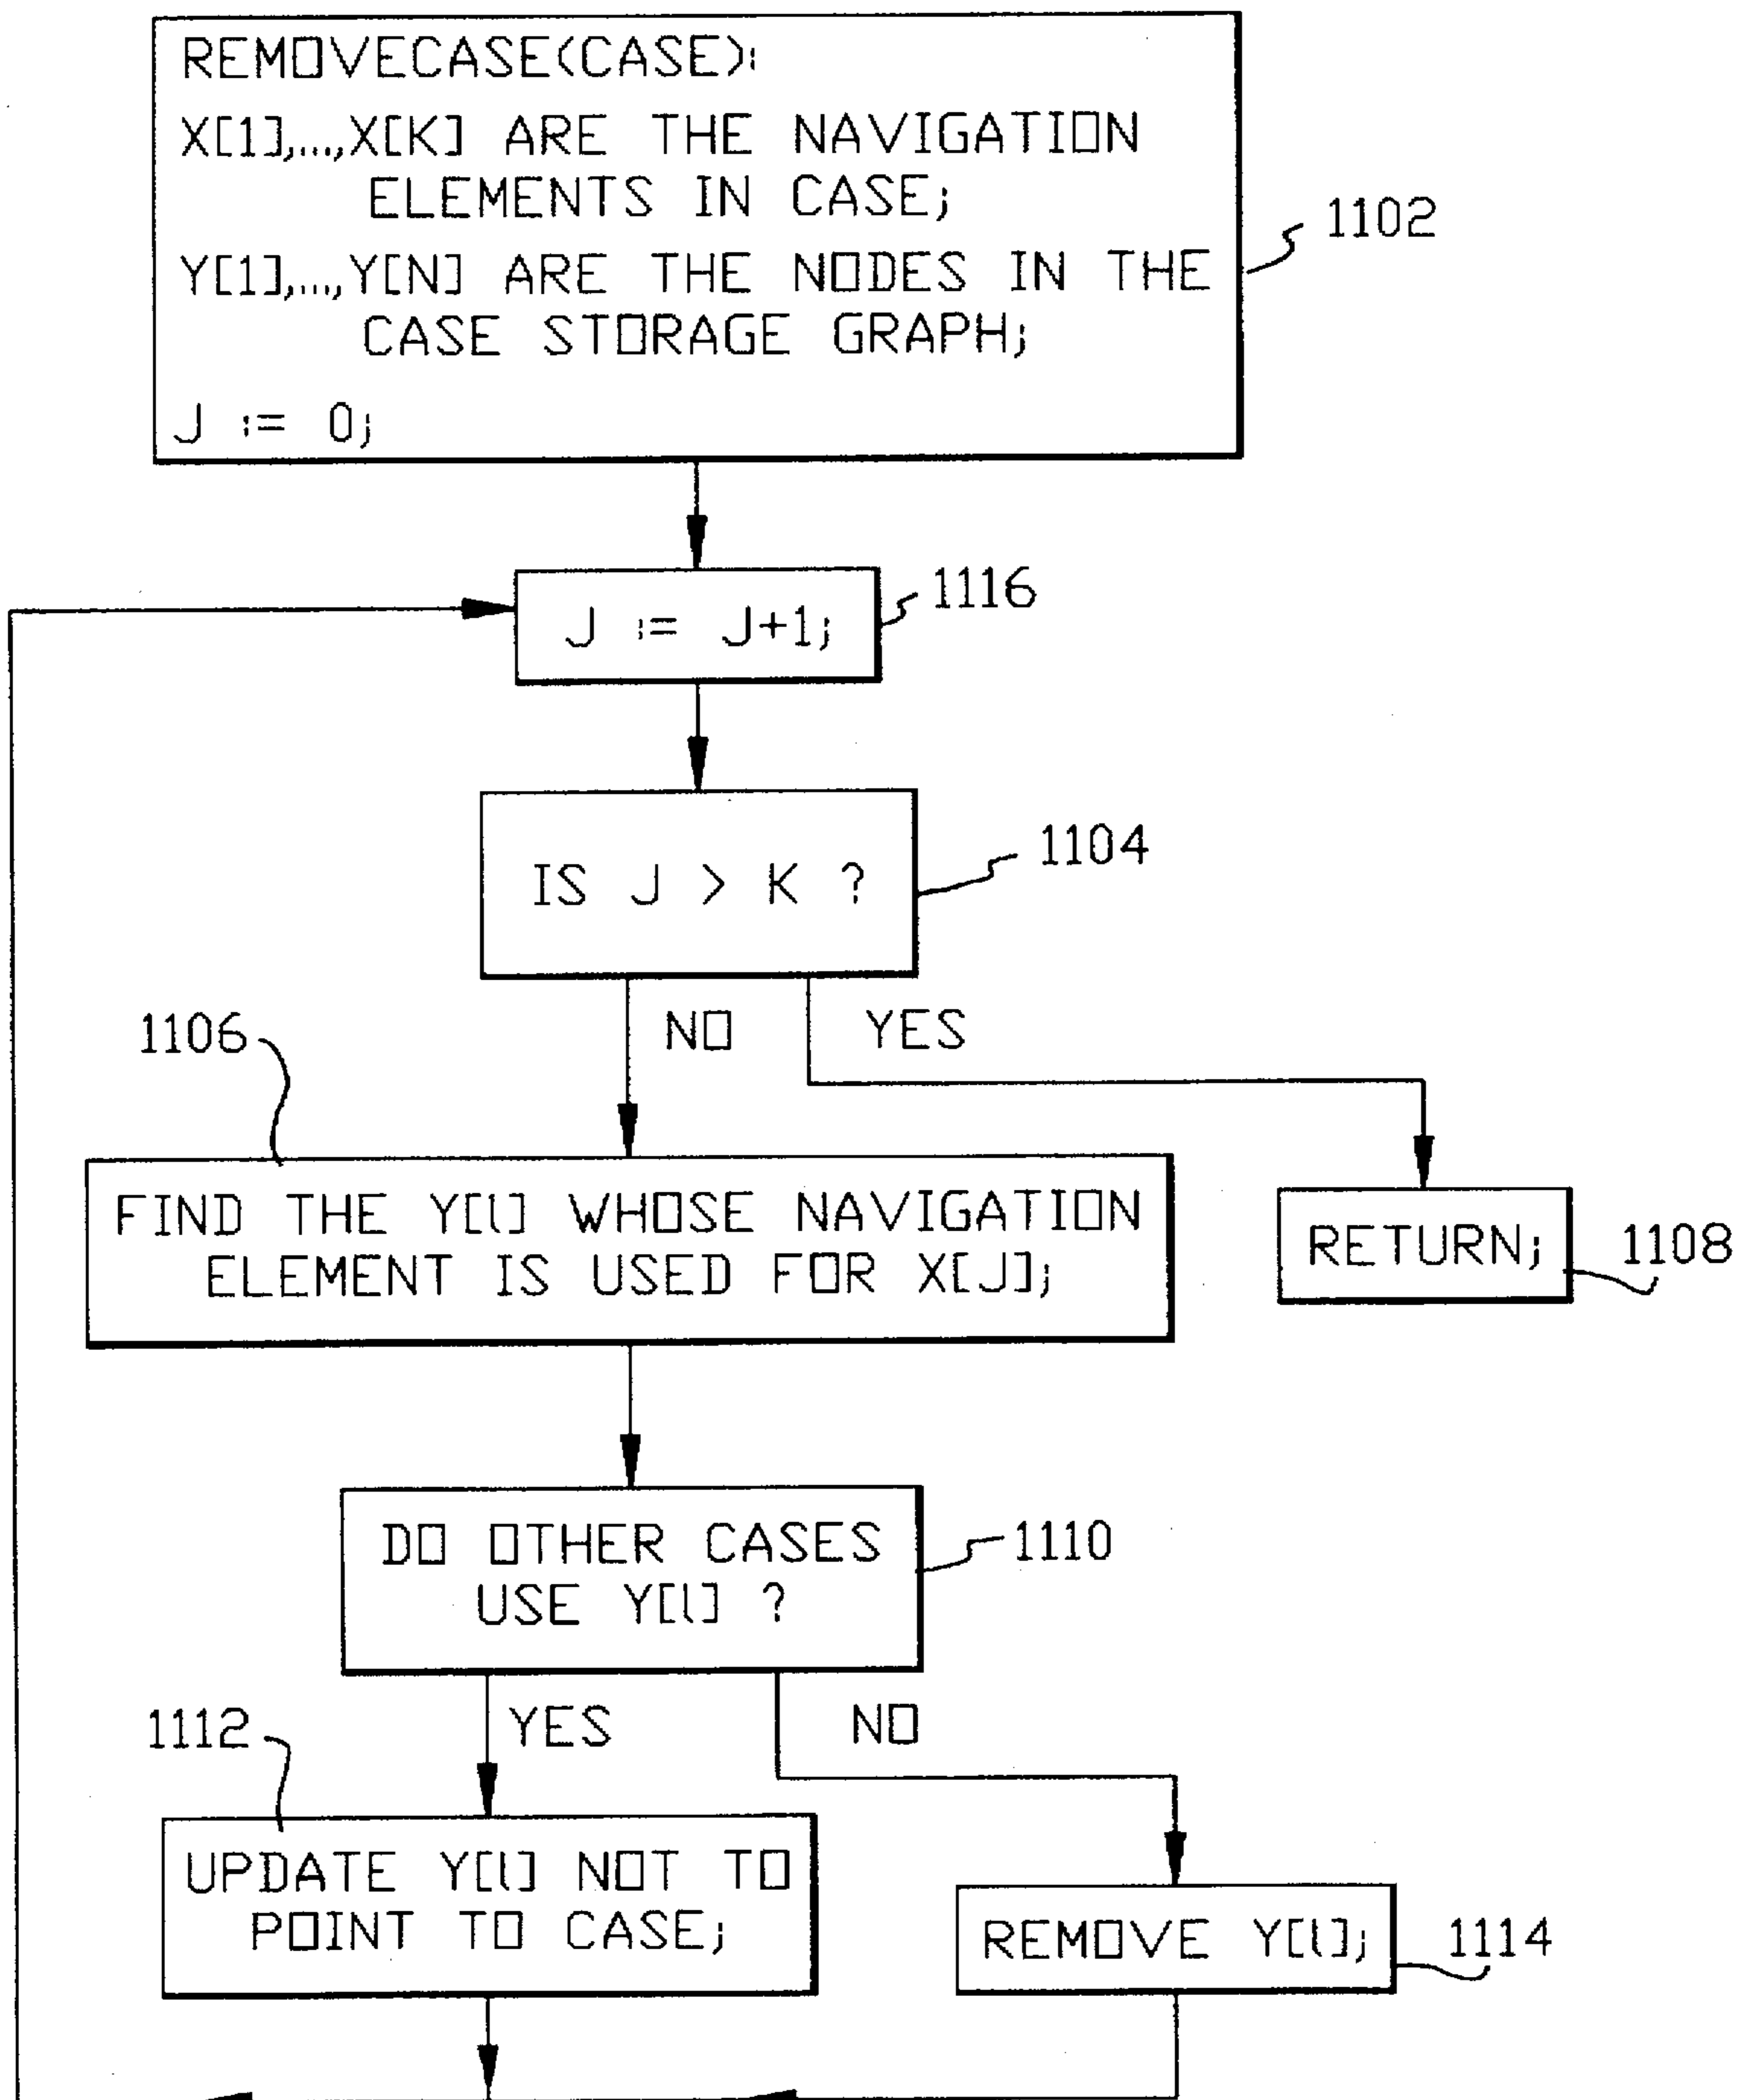 REMOVECASE(CASE):
X[1],...,X[K] ARE THE NAVIGATION
ELEMENTS IN CASE;
Y[1],...,Y[N] ARE THE NODES IN THE
CASE STORAGE GRAPH;
J := 0;
1102
J := J+1;
1116
IS J > K ?
1104
NO
YES
1106
FIND THE Y[l] WHOSE NAVIGATION
ELEMENT IS USED FOR X[J];
RETURN;
1108
DO OTHER CASES
USE Y[l] ?
1110
YES
NO
1112
UPDATE Y[l] NOT TO
POINT TO CASE;
REMOVE Y[l];
1114